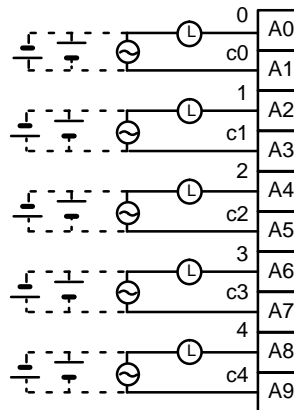 0 L A0
c0 A1
1 L A2
c1 A3
2 L A4
c2 A5
3 L A6
c3 A7
4 L A8
c4 A9